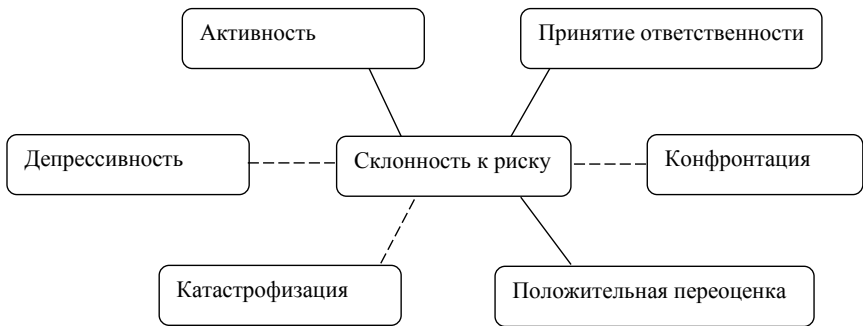 Активность
Принятие ответственности
Депрессивность
Склонность к риску
Конфронтация
Катастрофизация
Положительная переоценка